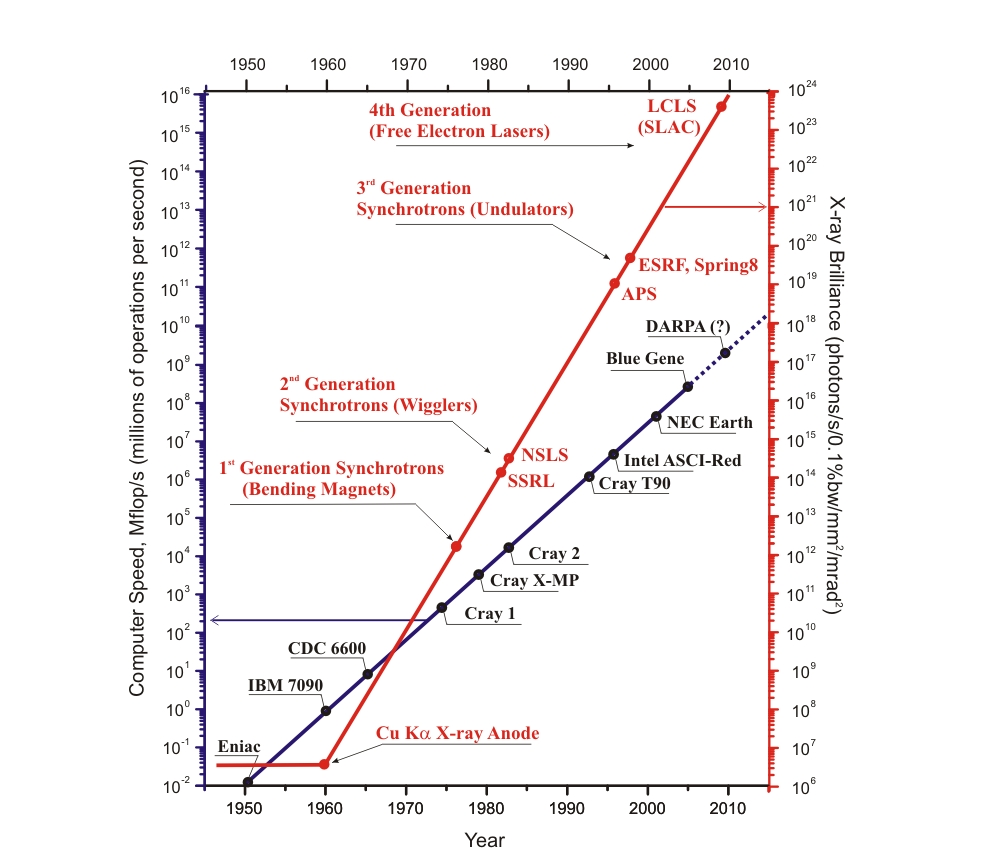 1950 1960 1970 1980 1990 2000 2010
10^16
10^15
10^14
10^13
10^12
10^11
10^10
10^9
10^8
10^7
10^6
10^5
10^4
10^3
10^2
10^1
10^0
10^-1
10^-2
Computer Speed, Mflop/s (millions of operations per second)
4th Generation
(Free Electron Lasers)
LCLS
(SLAC)
3rd Generation
Synchrotrons (Undulators)
ESRF, Spring8
APS
DARPA (?)
Blue Gene
2nd Generation
Synchrotrons (Wigglers)
NEC Earth
NSLS
Intel ASCI-Red
1st Generation Synchrotrons
(Bending Magnets)
SSRL
Cray T90
Cray 2
Cray X-MP
Cray 1
CDC 6600
IBM 7090
Cu Kα X-ray Anode
Eniac
10^24
10^23
10^22
10^21
10^20
10^19
10^18
10^17
10^16
10^15
10^14
10^13
10^12
10^11
10^10
10^9
10^8
10^7
10^6
X-ray Brilliance (photons/s/0.1%bw/mm²/mrad²)
1950 1960 1970 1980 1990 2000 2010
Year